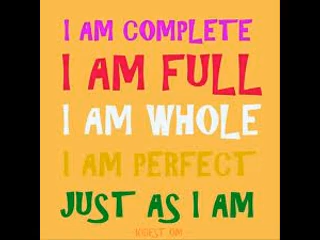 I AM COMPLETE
I AM FULL
I AM WHOLE
I AM PERFECT
JUST AS I AM